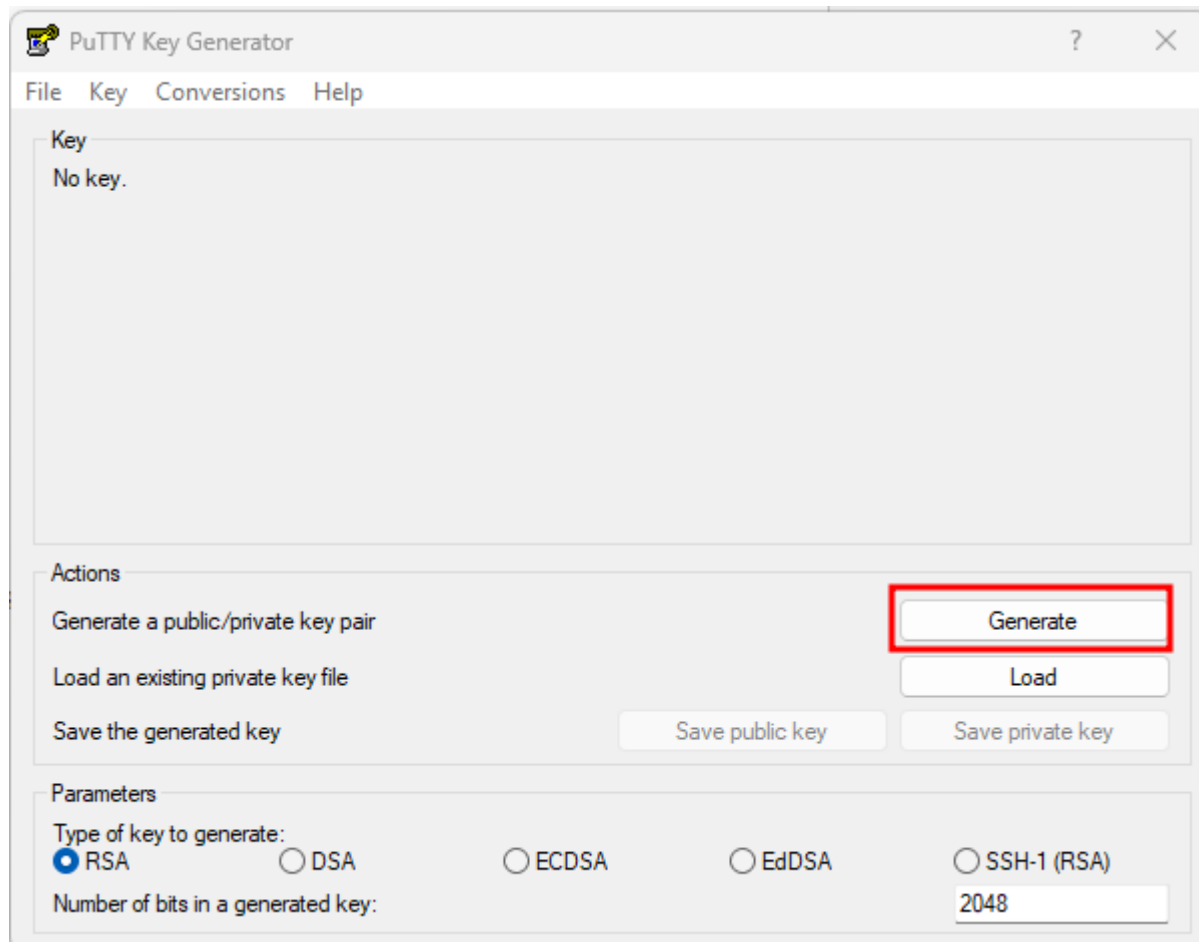 PuTTY Key Generator ? ×
File Key Conversions Help
Key
No key.
Actions
Generate a public/private key pair Generate
Load an existing private key file Load
Save the generated key Save public key Save private key
Parameters
Type of key to generate:
RSA DSA ECDSA EdDSA SSH-1 (RSA)
Number of bits in a generated key: 2048